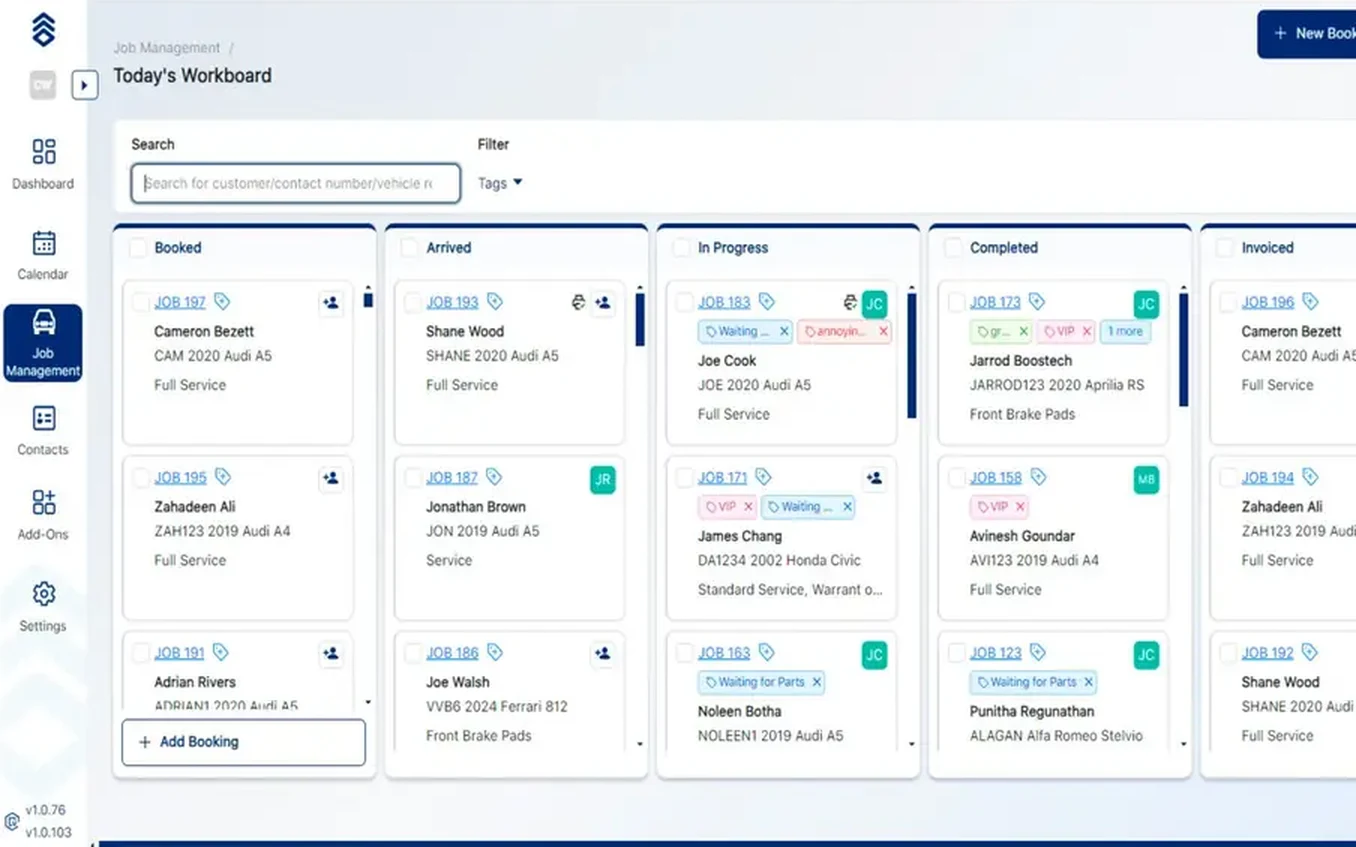 Job Management /
Today's Workboard
+ New Book
CW
Dashboard
Calendar
Job
Management
Contacts
Add-Ons
Settings
v1.0.76
v1.0.103
Search
Search for customer/contact number/vehicle r
Filter
Tags
Booked
JOB 197
Cameron Bezett
CAM 2020 Audi A5
Full Service
JOB 195
Zahadeen Ali
ZAH123 2019 Audi A4
Full Service
JOB 191
Adrian Rivers
ADRIAN1 2020 Audi A5
+ Add Booking
Arrived
JOB 193
Shane Wood
SHANE 2020 Audi A5
Full Service
JOB 187 JR
Jonathan Brown
JON 2019 Audi A5
Service
JOB 186
Joe Walsh
VVB6 2024 Ferrari 812
Front Brake Pads
In Progress
JOB 183 JC
Waiting ... × annoyin... ×
Joe Cook
JOE 2020 Audi A5
Full Service
JOB 171
VIP × Waiting ... ×
James Chang
DA1234 2002 Honda Civic
Standard Service, Warrant o...
JOB 163 JC
Waiting for Parts ×
Noleen Botha
NOLEEN1 2019 Audi A5
Completed
JOB 173 JC
gr... × VIP × 1 more
Jarrod Boostech
JARROD123 2020 Aprilia RS
Front Brake Pads
JOB 158 MB
VIP ×
Avinesh Goundar
AVI123 2019 Audi A4
Full Service
JOB 123 JC
Waiting for Parts ×
Punitha Regunathan
ALAGAN Alfa Romeo Stelvio
Invoiced
JOB 196
Cameron Bezett
CAM 2020 Audi A5
Full Service
JOB 194
Zahadeen Ali
ZAH123 2019 Audi
Full Service
JOB 192
Shane Wood
SHANE 2020 Audi
Full Service